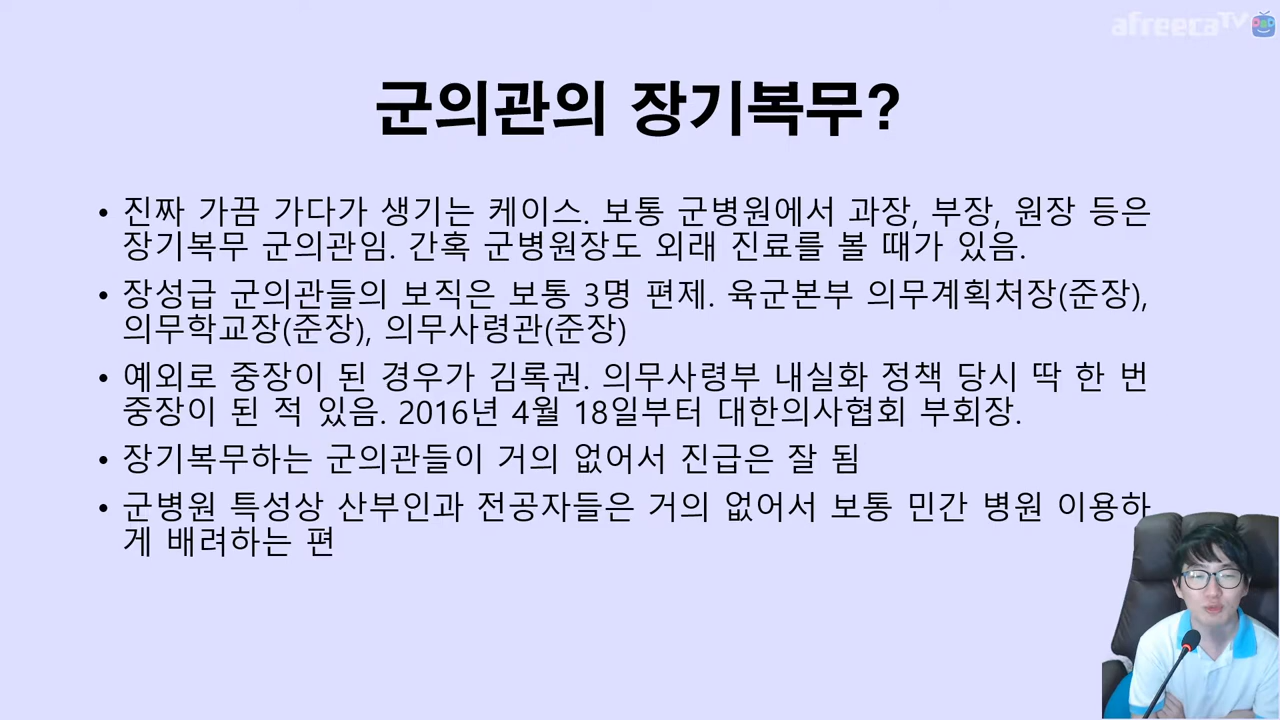 afreecaTV
군의관의 장기복무?
• 진짜 가끔 가다가 생기는 케이스. 보통 군병원에서 과장, 부장, 원장 등은
장기복무 군의관임. 간혹 군병원장도 외래 진료를 볼 때가 있음.
• 장성급 군의관들의 보직은 보통 3명 편제. 육군본부 의무계획처장(준장),
의무학교장(준장), 의무사령관(준장)
• 예외로 중장이 된 경우가 김록권. 의무사령부 내실화 정책 당시 딱 한 번
중장이 된 적 있음. 2016년 4월 18일부터 대한의사협회 부회장.
• 장기복무하는 군의관들이 거의 없어서 진급은 잘 됨
• 군병원 특성상 산부인과 전공자들은 거의 없어서 보통 민간 병원 이용하
게 배려하는 편